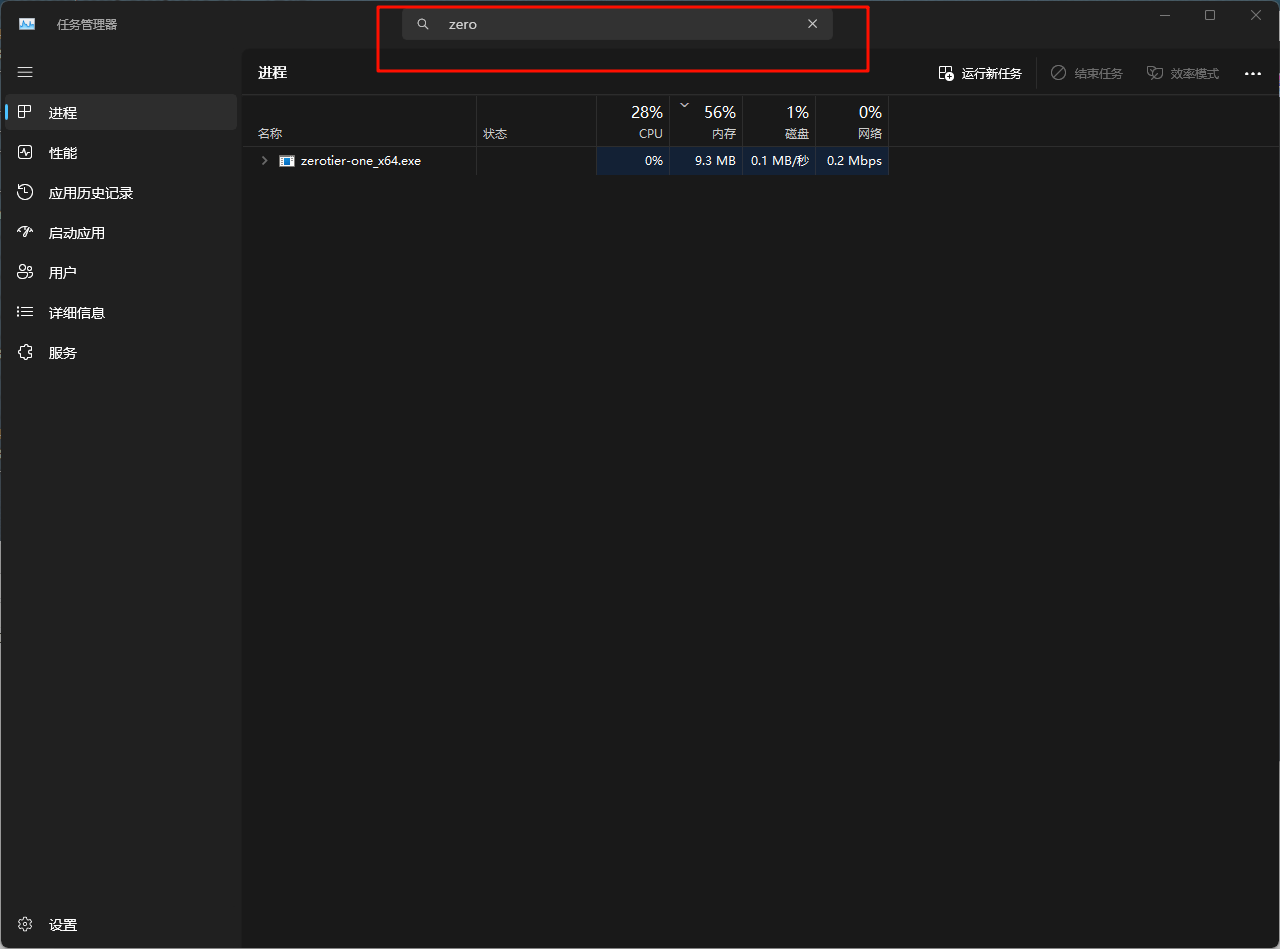 任务管理器
zero
进程
运行新任务
结束任务
效率模式
进程
性能
应用历史记录
启动应用
用户
详细信息
服务
设置
28% 56% 1% 0%
名称 状态 CPU 内存 磁盘 网络
zerotier-one_x64.exe 0% 9.3 MB 0.1 MB/秒 0.2 Mbps